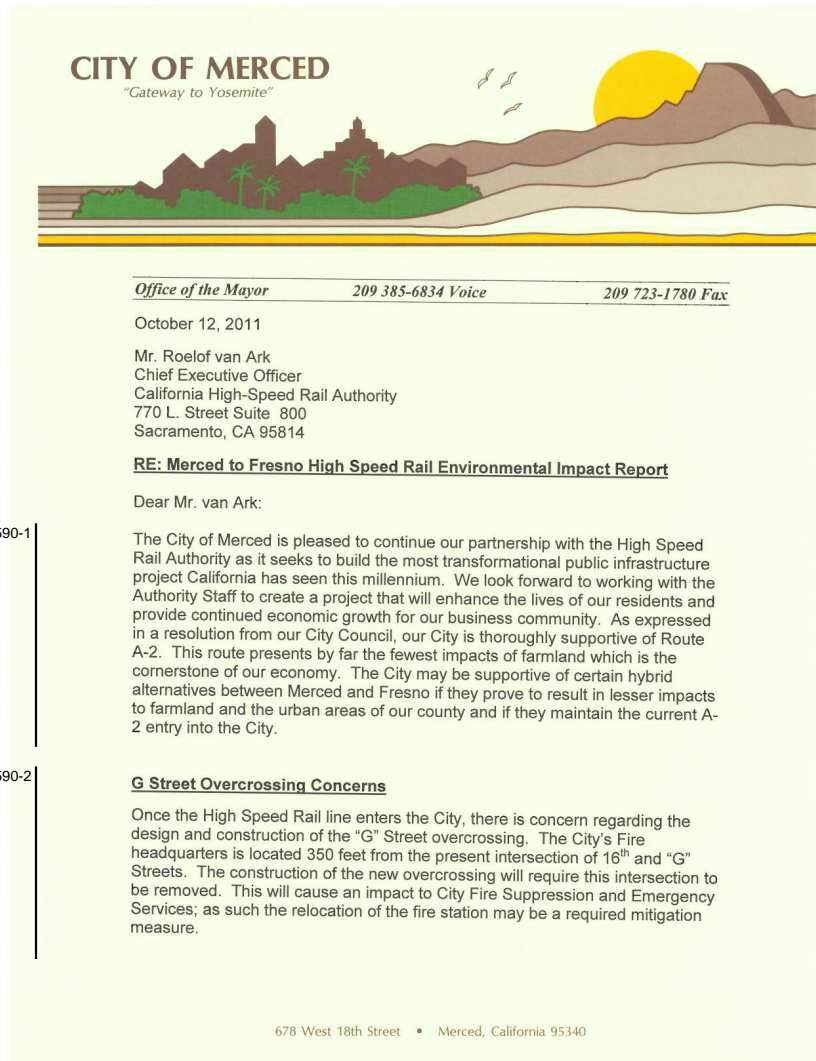 CITY OF MERCED
"Gateway to Yosemite"
Office of the Mayor 209 385-6834 Voice 209 723-1780 Fax
October 12, 2011
Mr. Roelof van Ark
Chief Executive Officer
California High-Speed Rail Authority
770 L. Street Suite 800
Sacramento, CA 95814
RE: Merced to Fresno High Speed Rail Environmental Impact Report
Dear Mr. van Ark:
590-1
The City of Merced is pleased to continue our partnership with the High Speed
Rail Authority as it seeks to build the most transformational public infrastructure
project California has seen this millennium. We look forward to working with the
Authority Staff to create a project that will enhance the lives of our residents and
provide continued economic growth for our business community. As expressed
in a resolution from our City Council, our City is thoroughly supportive of Route
A-2. This route presents by far the fewest impacts of farmland which is the
cornerstone of our economy. The City may be supportive of certain hybrid
alternatives between Merced and Fresno if they prove to result in lesser impacts
to farmland and the urban areas of our county and if they maintain the current A-
2 entry into the City.
590-2
G Street Overcrossing Concerns
Once the High Speed Rail line enters the City, there is concern regarding the
design and construction of the "G" Street overcrossing. The City's Fire
headquarters is located 350 feet from the present intersection of 16th and "G"
Streets. The construction of the new overcrossing will require this intersection to
be removed. This will cause an impact to City Fire Suppression and Emergency
Services; as such the relocation of the fire station may be a required mitigation
measure.
678 West 18th Street • Merced, California 95340